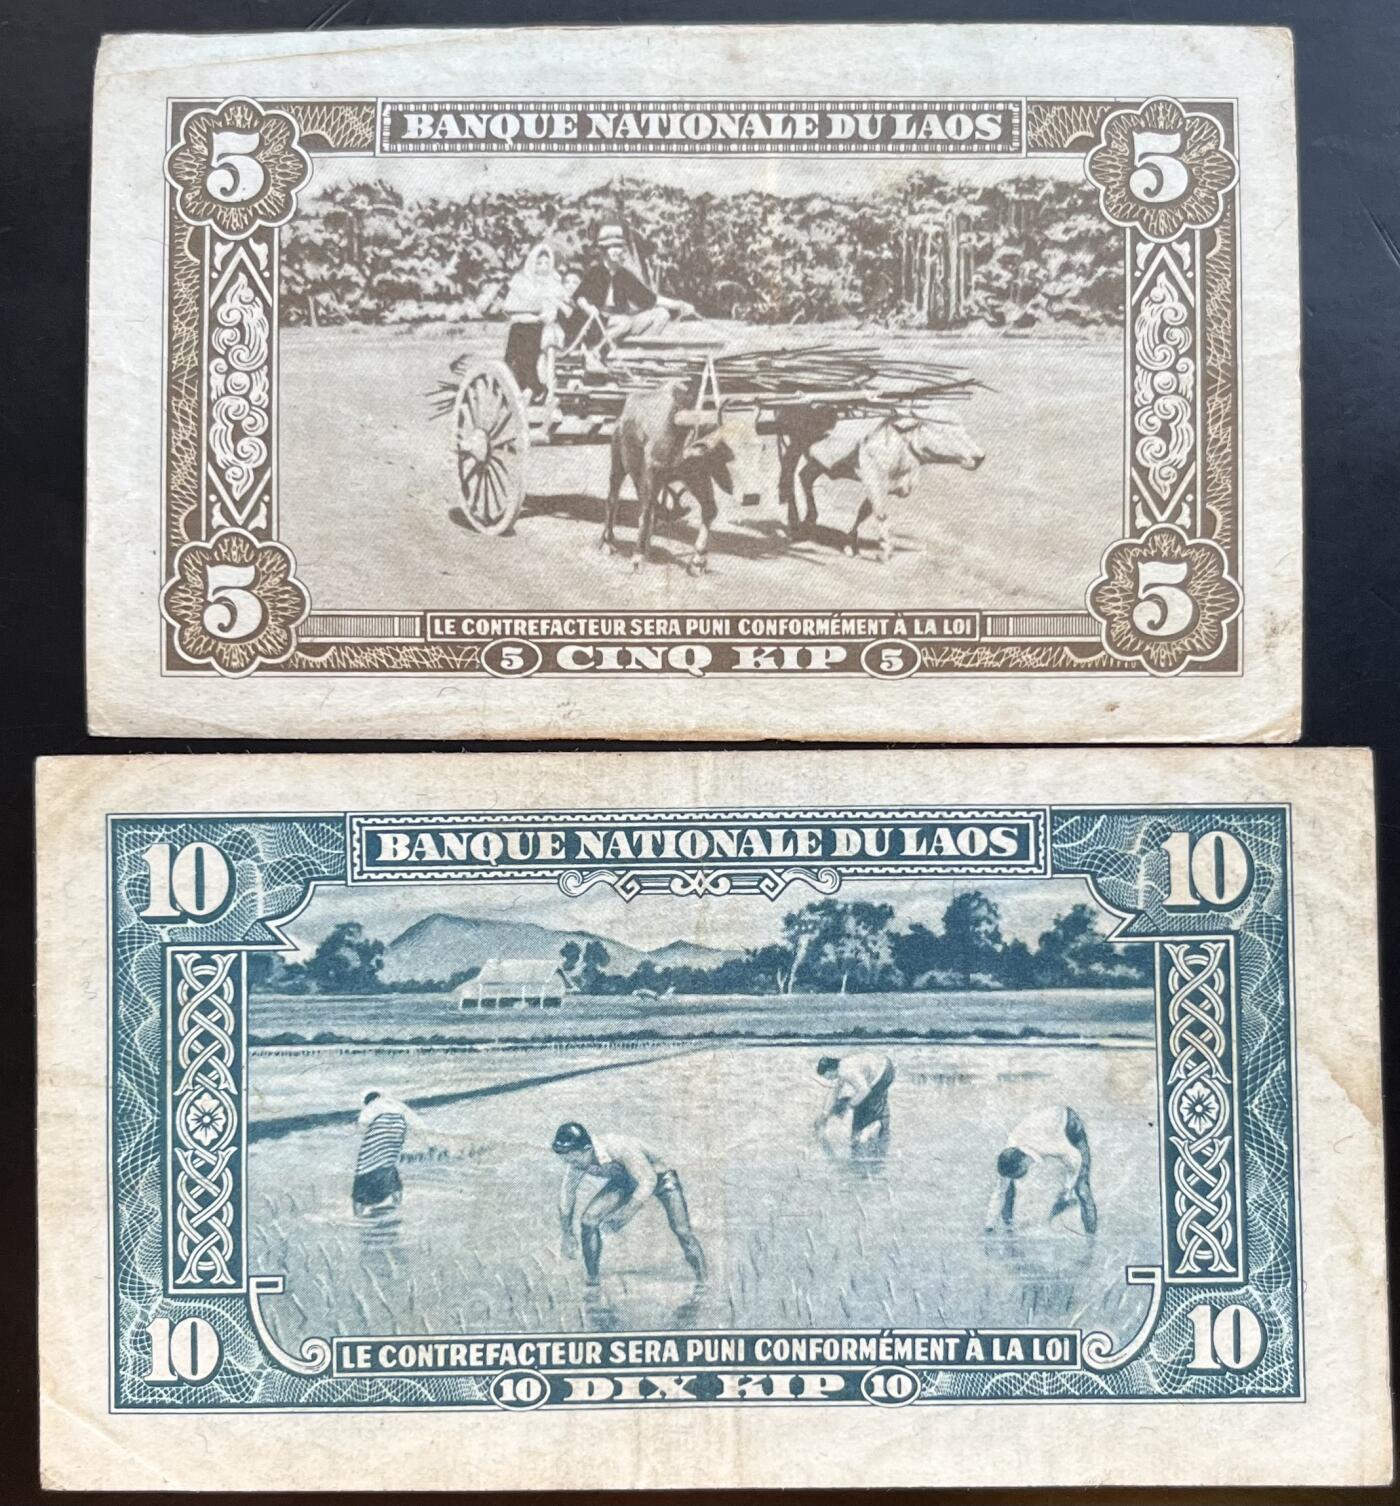 5 BANQUE NATIONALE DU LAOS 5
5 LE CONTREFACTEUR SERA PUNI CONFORMÉMENT À LA LOI 5
5 CINQ KIP 5
10 BANQUE NATIONALE DU LAOS 10
10 LE CONTREFACTEUR SERA PUNI CONFORMÉMENT À LA LOI 10
10 DIX KIP 10